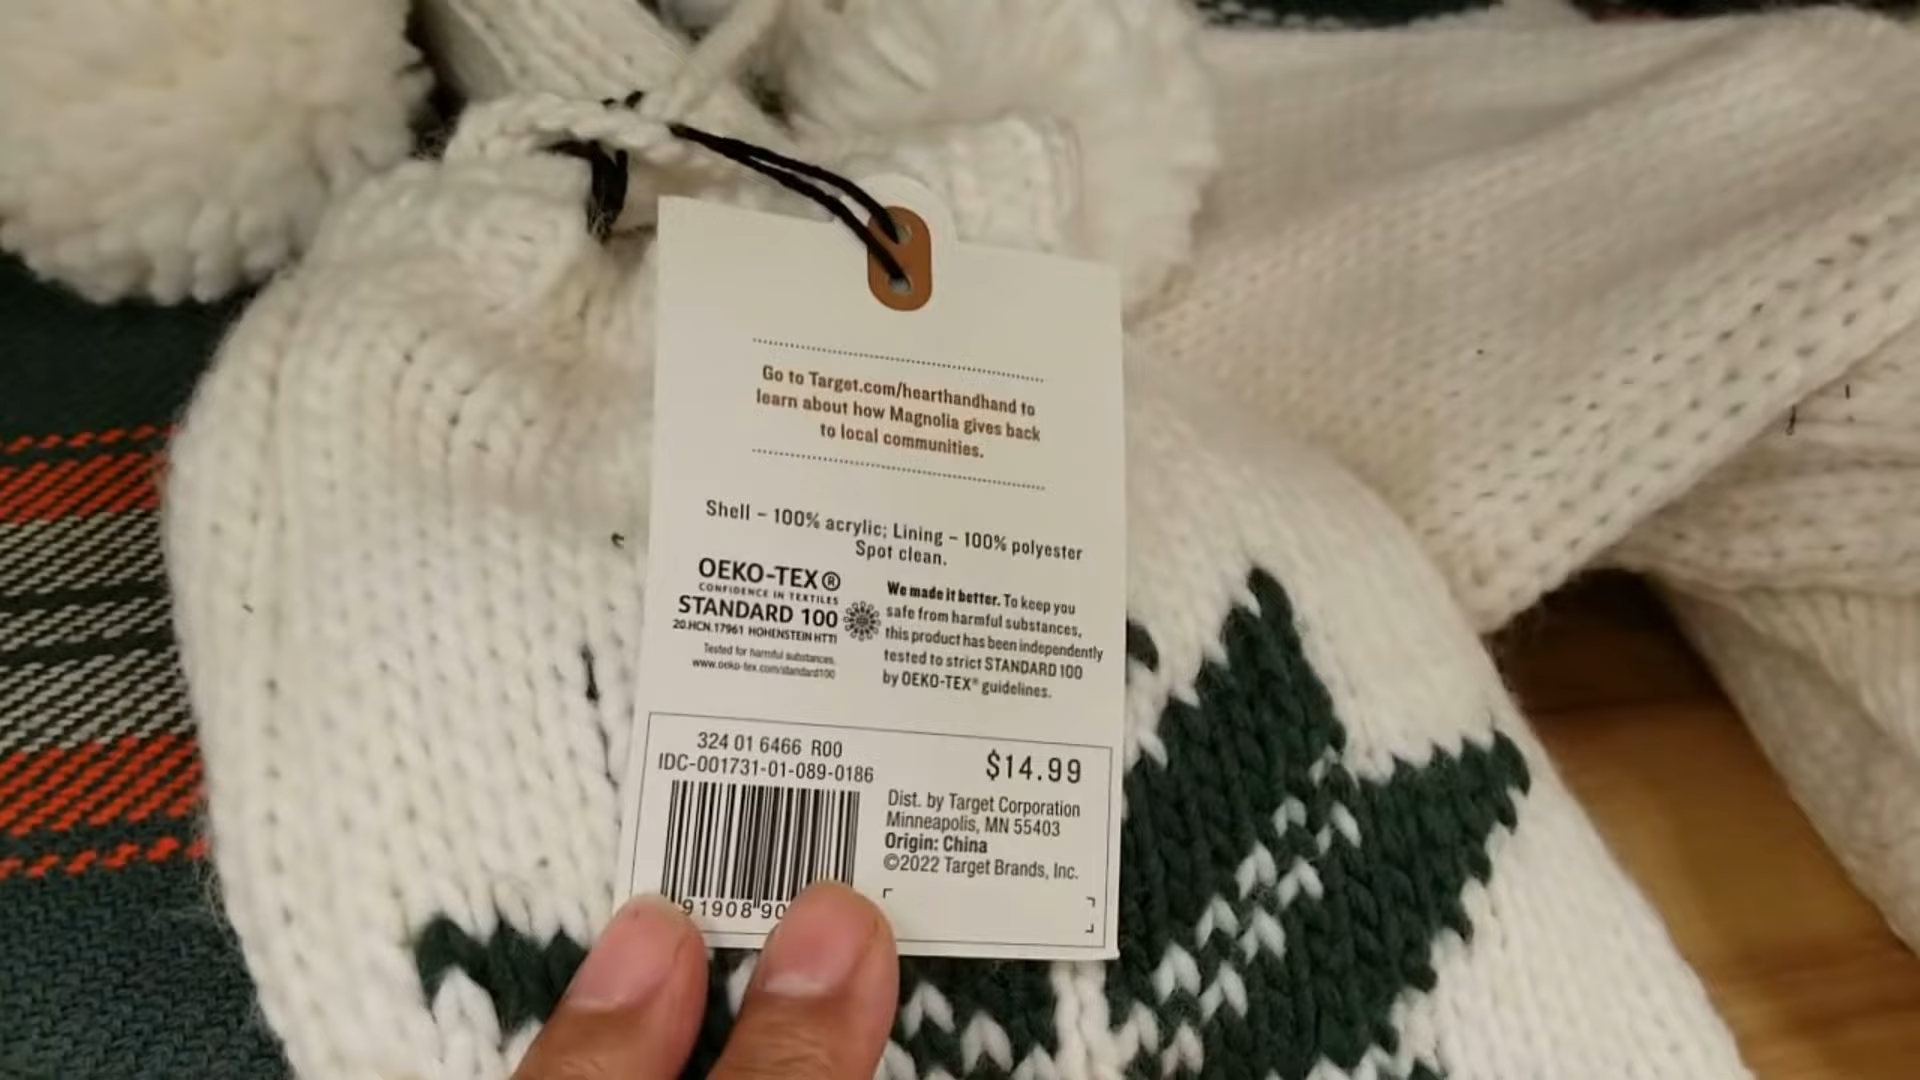 Go to Target.com/hearthandhand to
learn about how Magnolia gives back
to local communities.
Shell – 100% acrylic; Lining – 100% polyester
Spot clean.
OEKO-TEX®
CONFIDENCE IN TEXTILES
STANDARD 100
20.HCN.17961 HOHENSTEIN HTTI
Tested for harmful substances.
www.oeko-tex.com/standard100
We made it better. To keep you
safe from harmful substances,
this product has been independently
tested to strict STANDARD 100
by OEKO-TEX® guidelines.
324 01 6466 R00
IDC-001731-01-089-0186
91908 90
$14.99
Dist. by Target Corporation
Minneapolis, MN 55403
Origin: China
©2022 Target Brands, Inc.